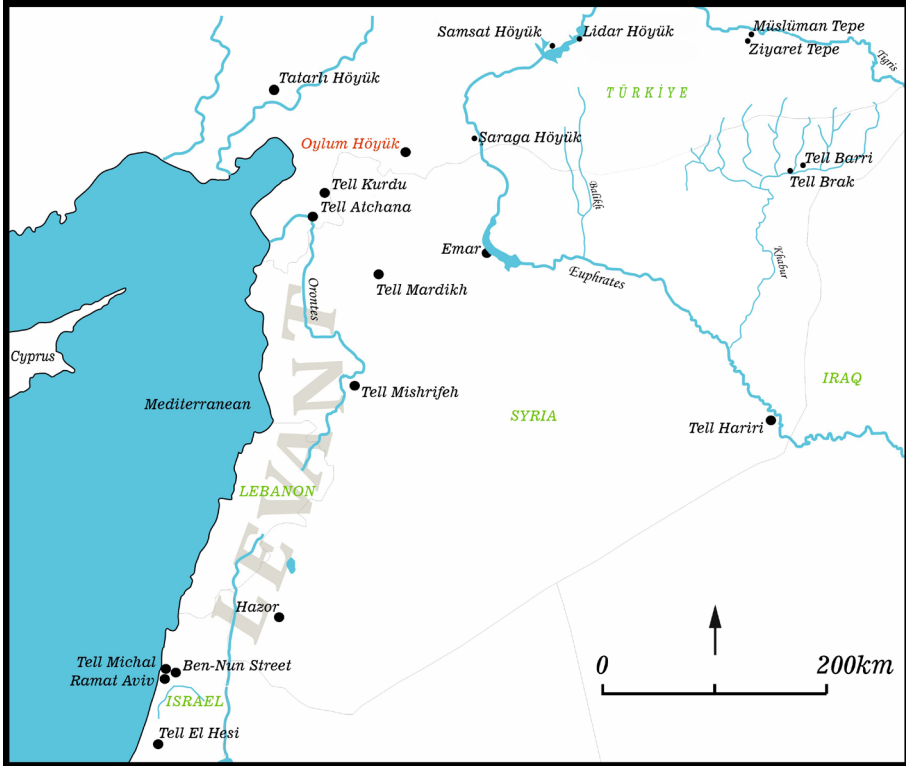 Samsat Höyük
Lidar Höyük
Müslüman Tepe
Ziyaret Tepe
Tigris
Tatarlı Höyük
TÜRKİYE
Oylum Höyük
Saraga Höyük
Tell Barri
Tell Brak
Tell Kurdu
Tell Atchana
Balikh
Emar
Khabur
Euphrates
Tell Mardikh
Orontes
Cyprus
IRAQ
Tell Mishrifeh
Mediterranean
SYRIA
Tell Hariri
LEVANT
LEBANON
Hazor
Tell Michal
Ben-Nun Street
Ramat Aviv
0 200km
ISRAEL
Tell El Hesi